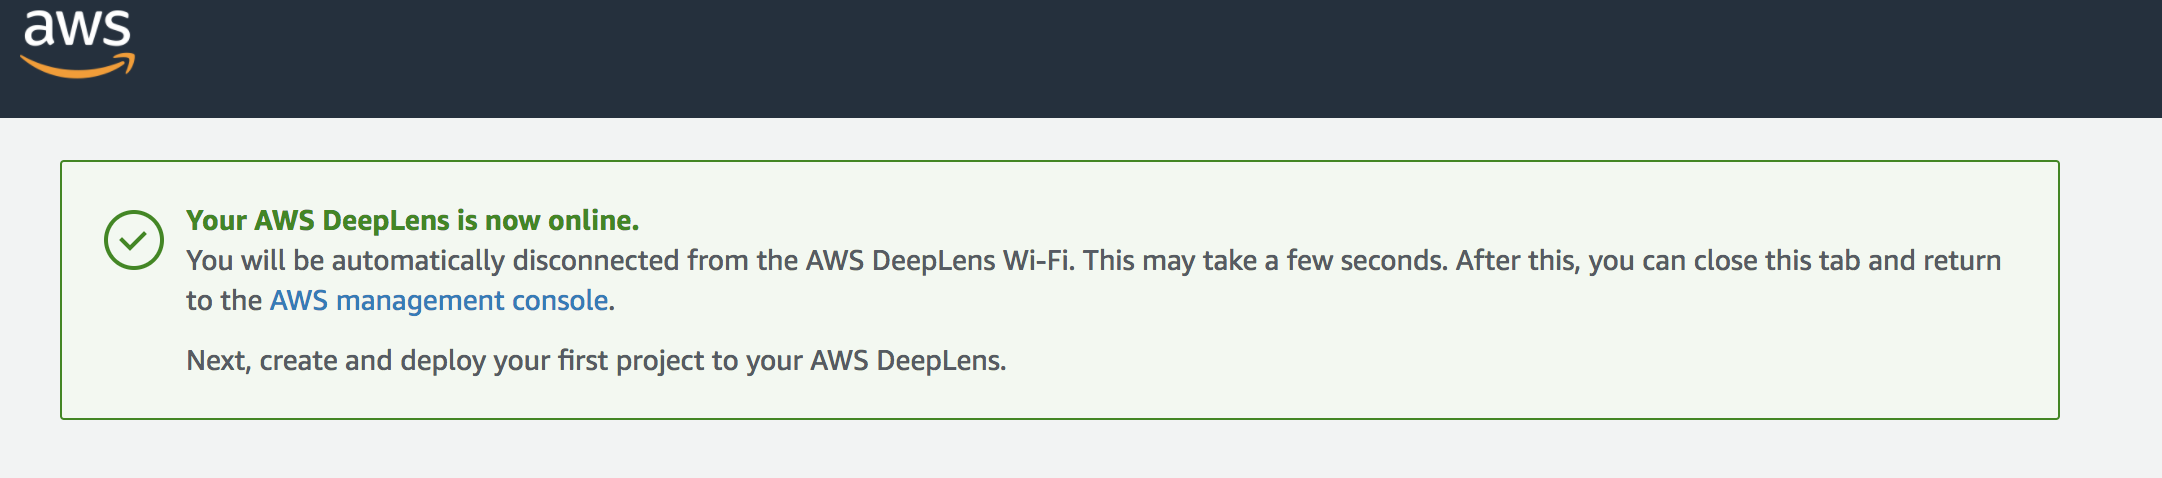 aws
Your AWS DeepLens is now online.
You will be automatically disconnected from the AWS DeepLens Wi-Fi. This may take a few seconds. After this, you can close this tab and return
to the AWS management console.
Next, create and deploy your first project to your AWS DeepLens.